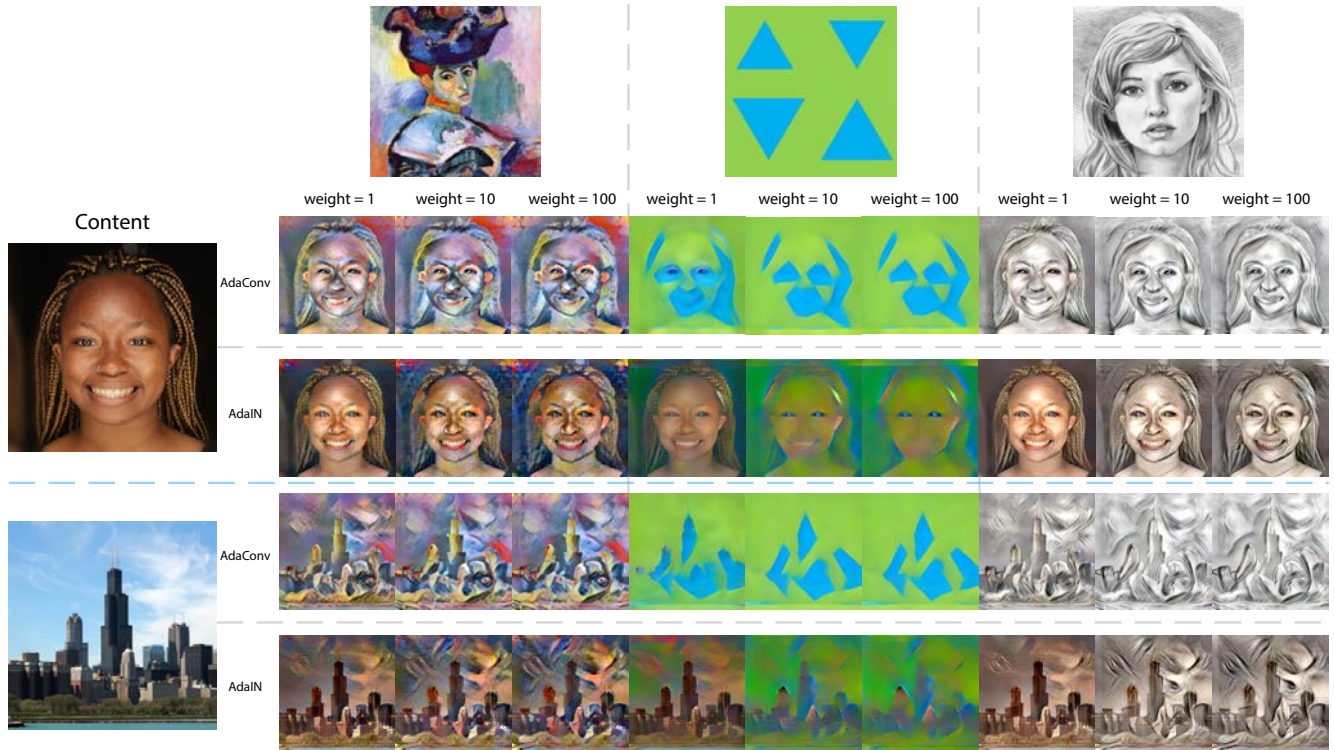 weight = 1 weight = 10 weight = 100 weight = 1 weight = 10 weight = 100 weight = 1 weight = 10 weight = 100
Content
AdaConv
AdaIN
AdaConv
AdaIN